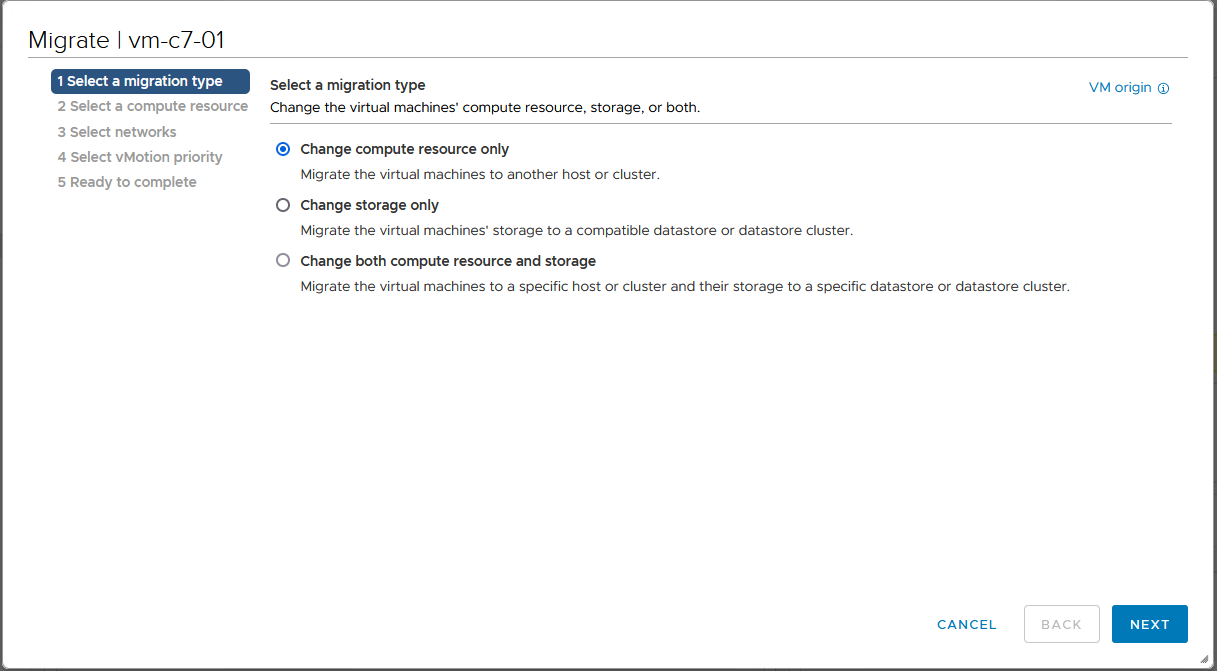 Migrate | vm-c7-01
1 Select a migration type
2 Select a compute resource
3 Select networks
4 Select vMotion priority
5 Ready to complete
Select a migration type
VM origin
Change the virtual machines' compute resource, storage, or both.
Change compute resource only
Migrate the virtual machines to another host or cluster.
Change storage only
Migrate the virtual machines' storage to a compatible datastore or datastore cluster.
Change both compute resource and storage
Migrate the virtual machines to a specific host or cluster and their storage to a specific datastore or datastore cluster.
CANCEL
BACK
NEXT